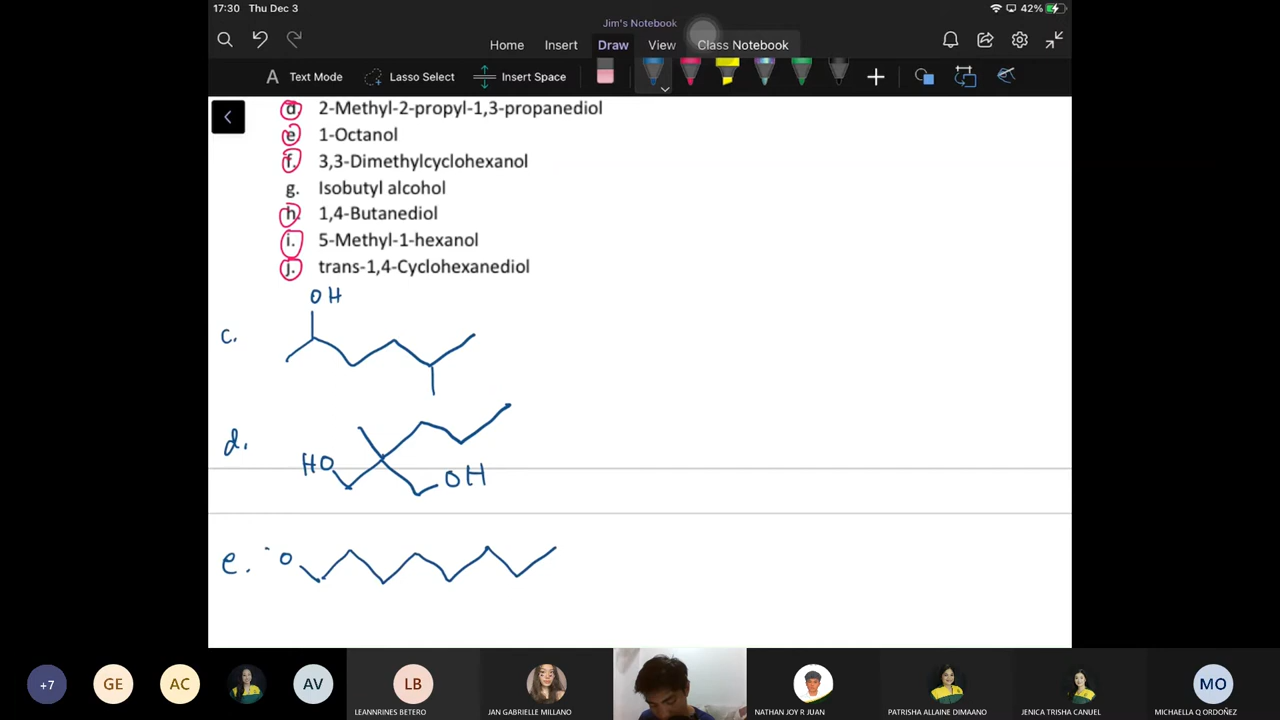 17:30 Thu Dec 3
42%
Jim's Notebook
Home Insert Draw View Class Notebook
Text Mode Lasso Select Insert Space
d. 2-Methyl-2-propyl-1,3-propanediol
e 1-Octanol
f. 3,3-Dimethylcyclohexanol
g. Isobutyl alcohol
h. 1,4-Butanediol
i. 5-Methyl-1-hexanol
j. trans-1,4-Cyclohexanediol
OH
c.
d.
HO
OH
e. O
+7 GE AC AV LB MO
LEANNRINES BETERO JAN GABRIELLE MILLANO NATHAN JOY R JUAN PATRISHA ALLAINE DIMAANO JENICA TRISHA CANUEL MICHAELLA Q ORDOÑEZ